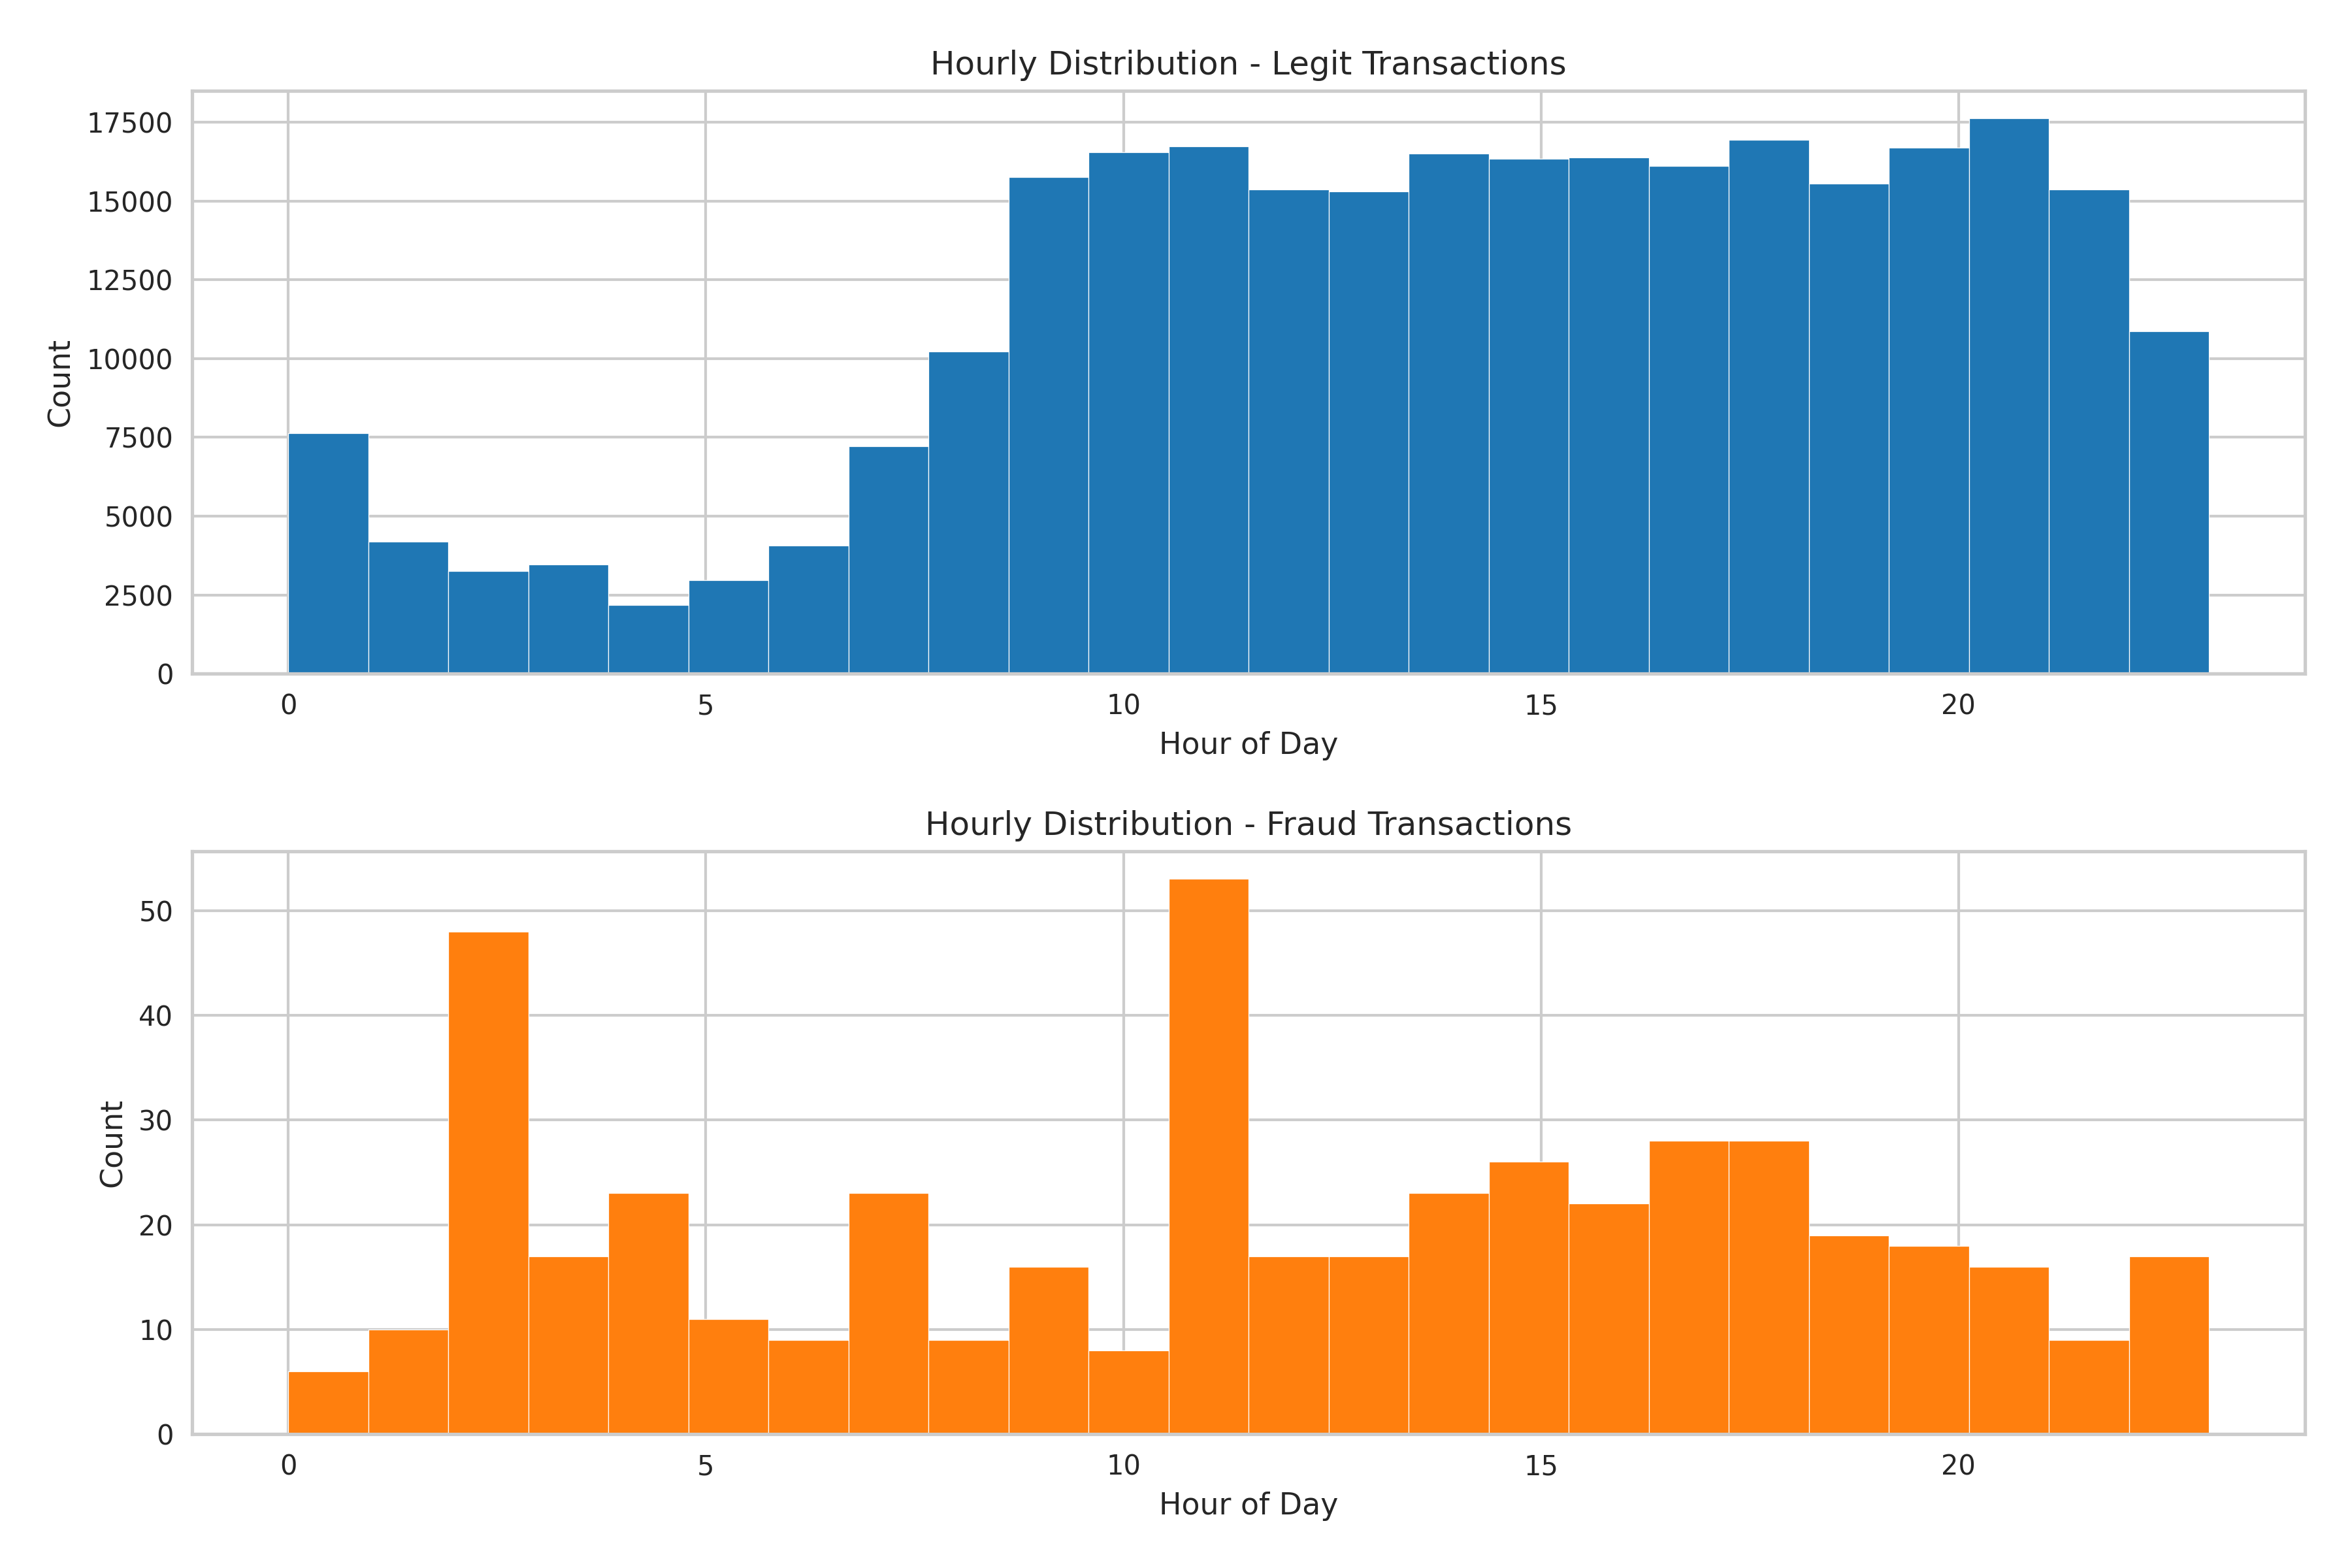 Hourly Distribution - Legit Transactions
17500
15000
12500
10000
7500
5000
2500
0
Count
0 5 10 15 20
Hour of Day
Hourly Distribution - Fraud Transactions
50
40
30
20
10
0
Count
0 5 10 15 20
Hour of Day